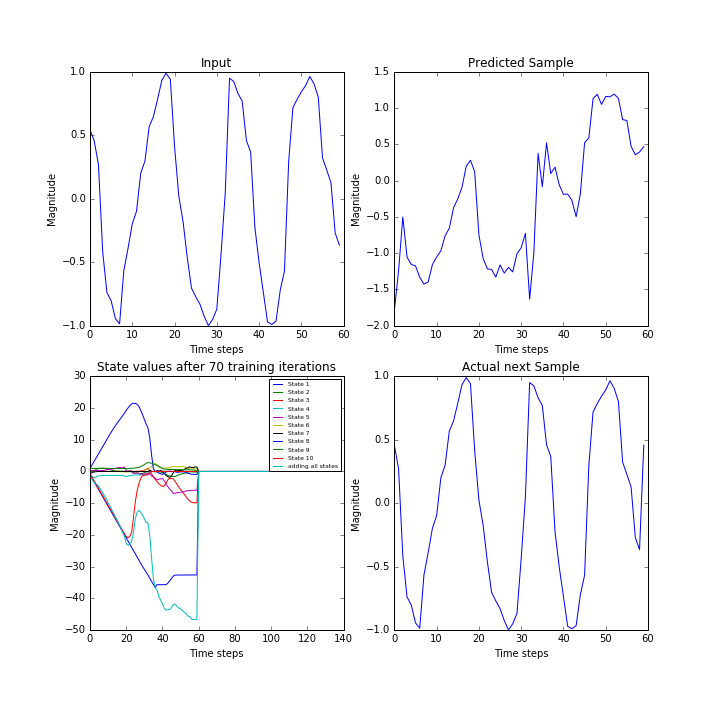 Input
Magnitude
1.0
0.5
0.0
−0.5
−1.0
0 10 20 30 40 50 60
Time steps
Predicted Sample
Magnitude
1.5
1.0
0.5
0.0
−0.5
−1.0
−1.5
−2.0
0 10 20 30 40 50 60
Time steps
State values after 70 training iterations
Magnitude
30
20
10
0
−10
−20
−30
−40
−50
0 20 40 60 80 100 120 140
Time steps
State 1
State 2
State 3
State 4
State 5
State 6
State 7
State 8
State 9
State 10
adding all states
Actual next Sample
Magnitude
1.0
0.5
0.0
−0.5
−1.0
0 10 20 30 40 50 60
Time steps